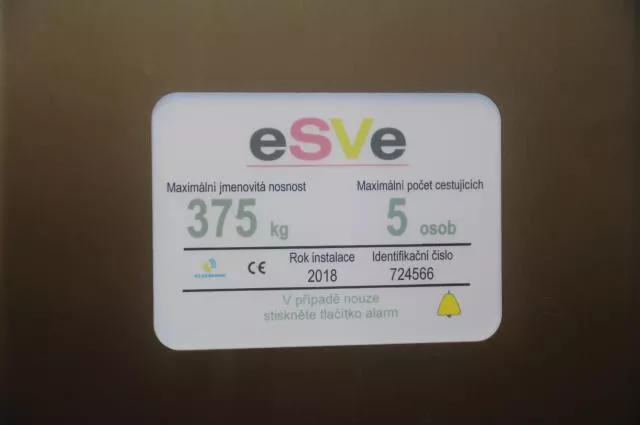 eSVe
Maximální jmenovitá nosnost
Maximální počet cestujících
375 kg
5 osob
CE
Rok instalace
Identifikační číslo
2018
724566
V případě nouze
stiskněte tlačítko alarm